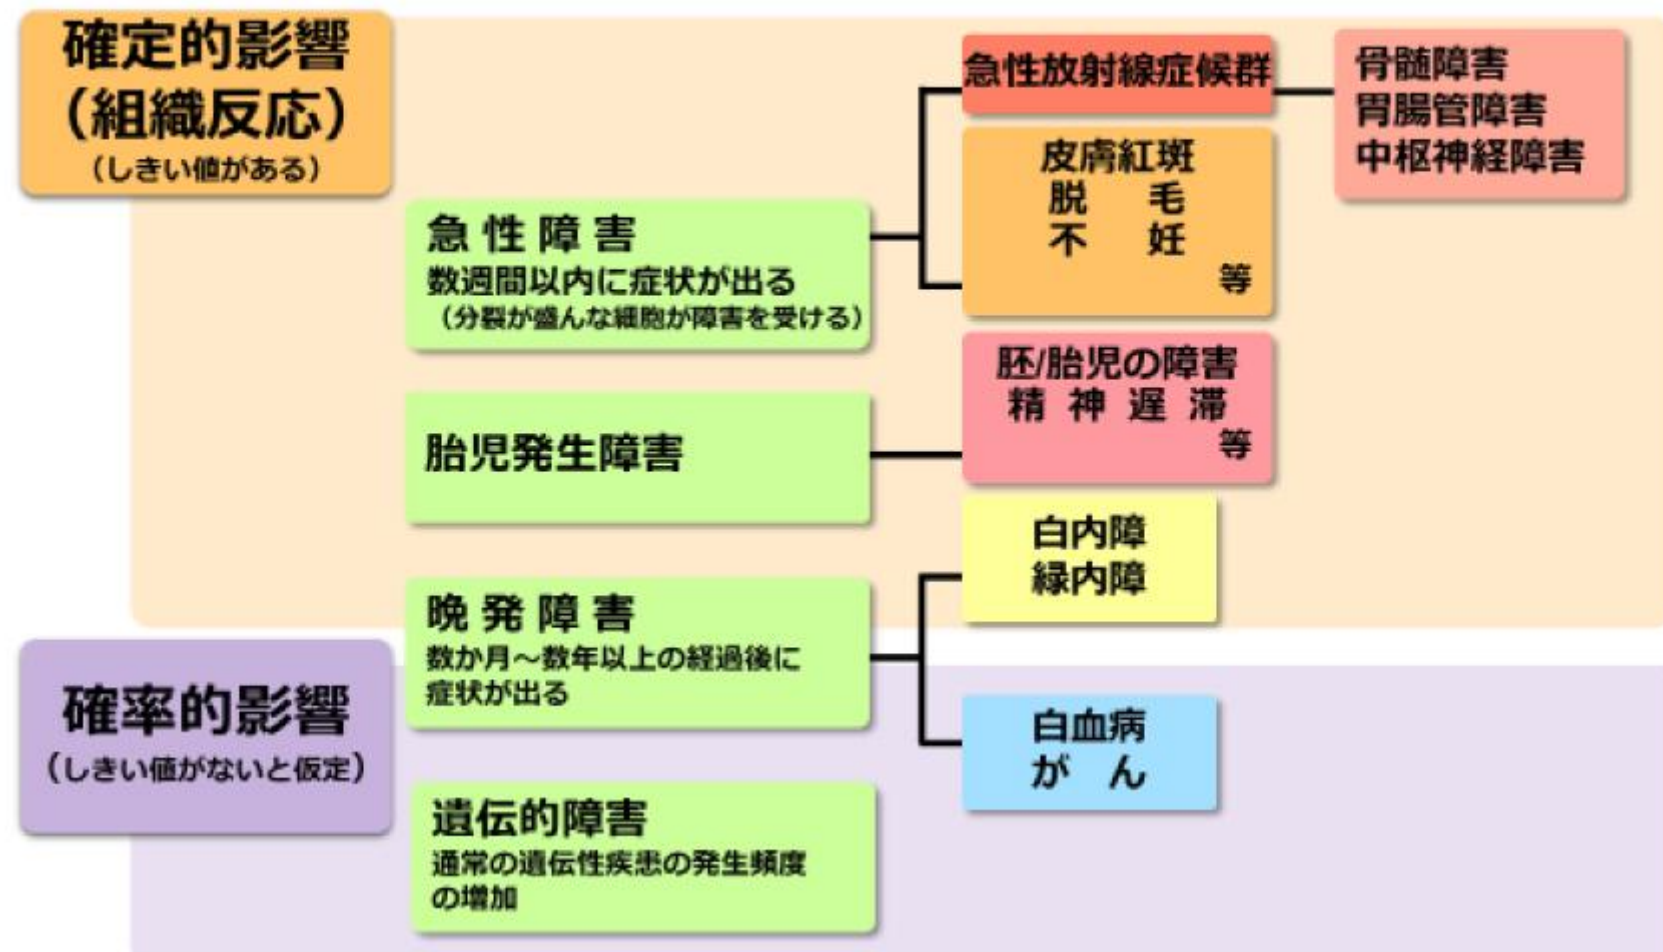 確定的影響
（組織反応）
（しきい値がある）
急性障害
数週間以内に症状が出る
（分裂が盛んな細胞が障害を受ける）
急性放射線症候群
骨髄障害
胃腸管障害
中枢神経障害
皮膚紅斑
脱　毛
不　妊
等
胎児発生障害
胚/胎児の障害
精神遅滞
等
晩発障害
数か月～数年以上の経過後に
症状が出る
白内障
緑内障
白血病
がん
確率的影響
（しきい値がないと仮定）
遺伝的障害
通常の遺伝性疾患の発生頻度
の増加